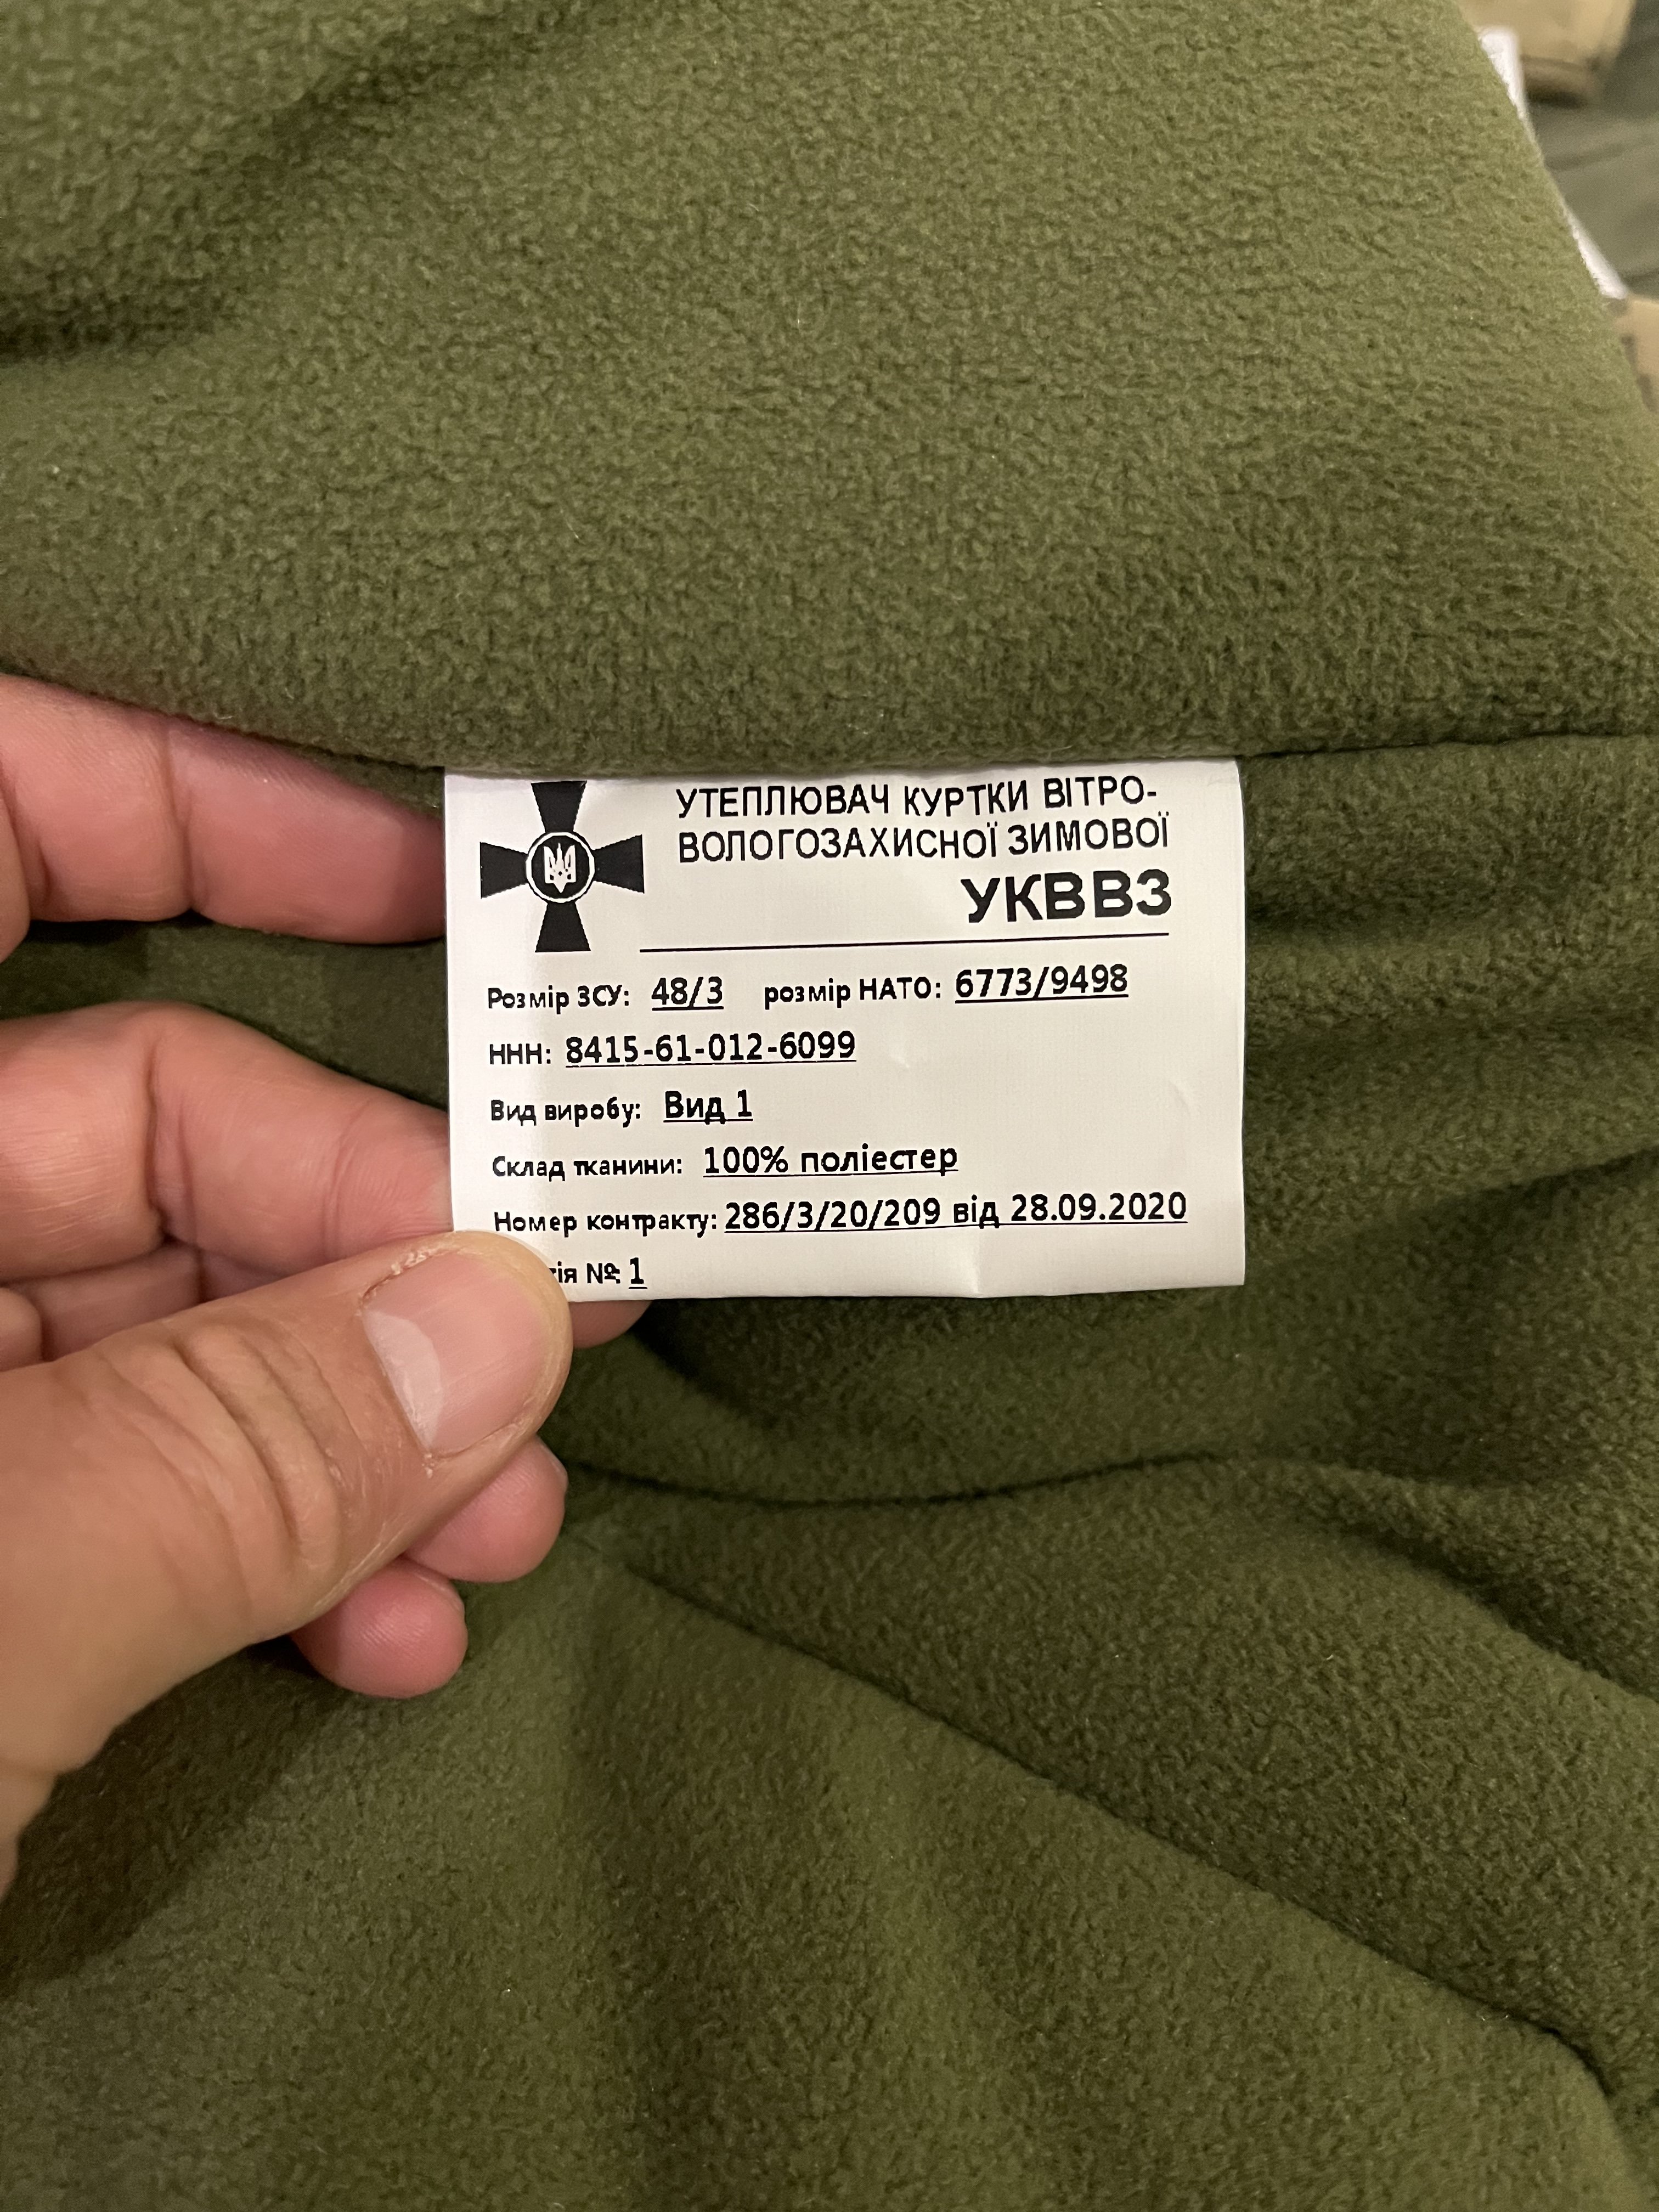 УТЕПЛЮВАЧ КУРТКИ ВІТРО-
ВОЛОГОЗАХИСНОЇ ЗИМОВОЇ
УКВВЗ
Розмір ЗСУ: 48/3 розмір НАТО: 6773/9498
ННН: 8415-61-012-6099
Вид виробу: Вид 1
Склад тканини: 100% поліестер
Номер контракту: 286/3/20/209 від 28.09.2020
№: 1